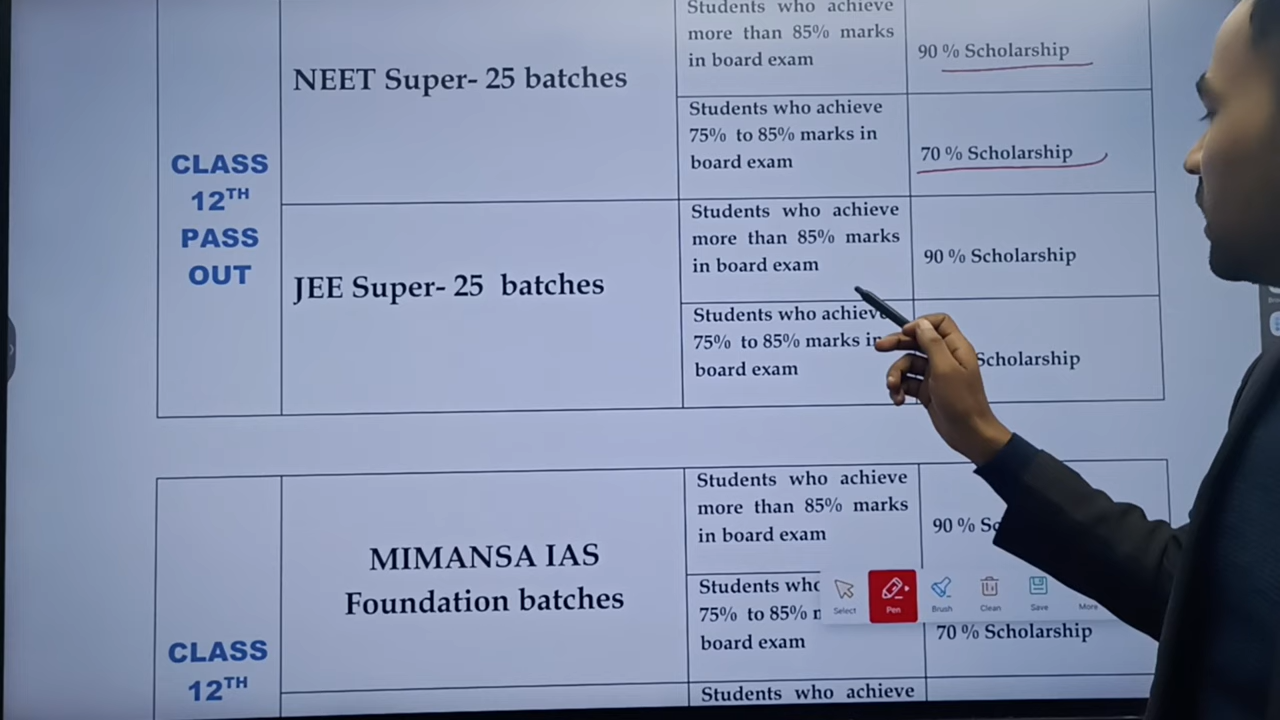 Students who achieve
more than 85% marks
in board exam
90 % Scholarship
NEET Super- 25 batches
Students who achieve
75% to 85% marks in
board exam
70 % Scholarship
CLASS
12TH
PASS
OUT
Students who achieve
more than 85% marks
in board exam
90 % Scholarship
JEE Super- 25 batches
Students who achieve
75% to 85% marks in
board exam
Scholarship
Students who achieve
more than 85% marks
in board exam
90 %
MIMANSA IAS
Foundation batches
Students
75% to 85%
board exam
70 % Scholarship
Select
Pen
Brush
Clean
Save
More
CLASS
12TH
Students who achieve